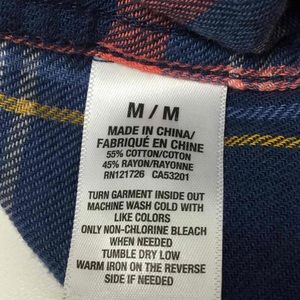 M / M
MADE IN CHINA/
FABRIQUÉ EN CHINE
55% COTTON/COTON
45% RAYON/RAYONNE
RN121726 CA53201
TURN GARMENT INSIDE OUT
MACHINE WASH COLD WITH
LIKE COLORS
ONLY NON-CHLORINE BLEACH
WHEN NEEDED
TUMBLE DRY LOW
WARM IRON ON THE REVERSE
SIDE IF NEEDED